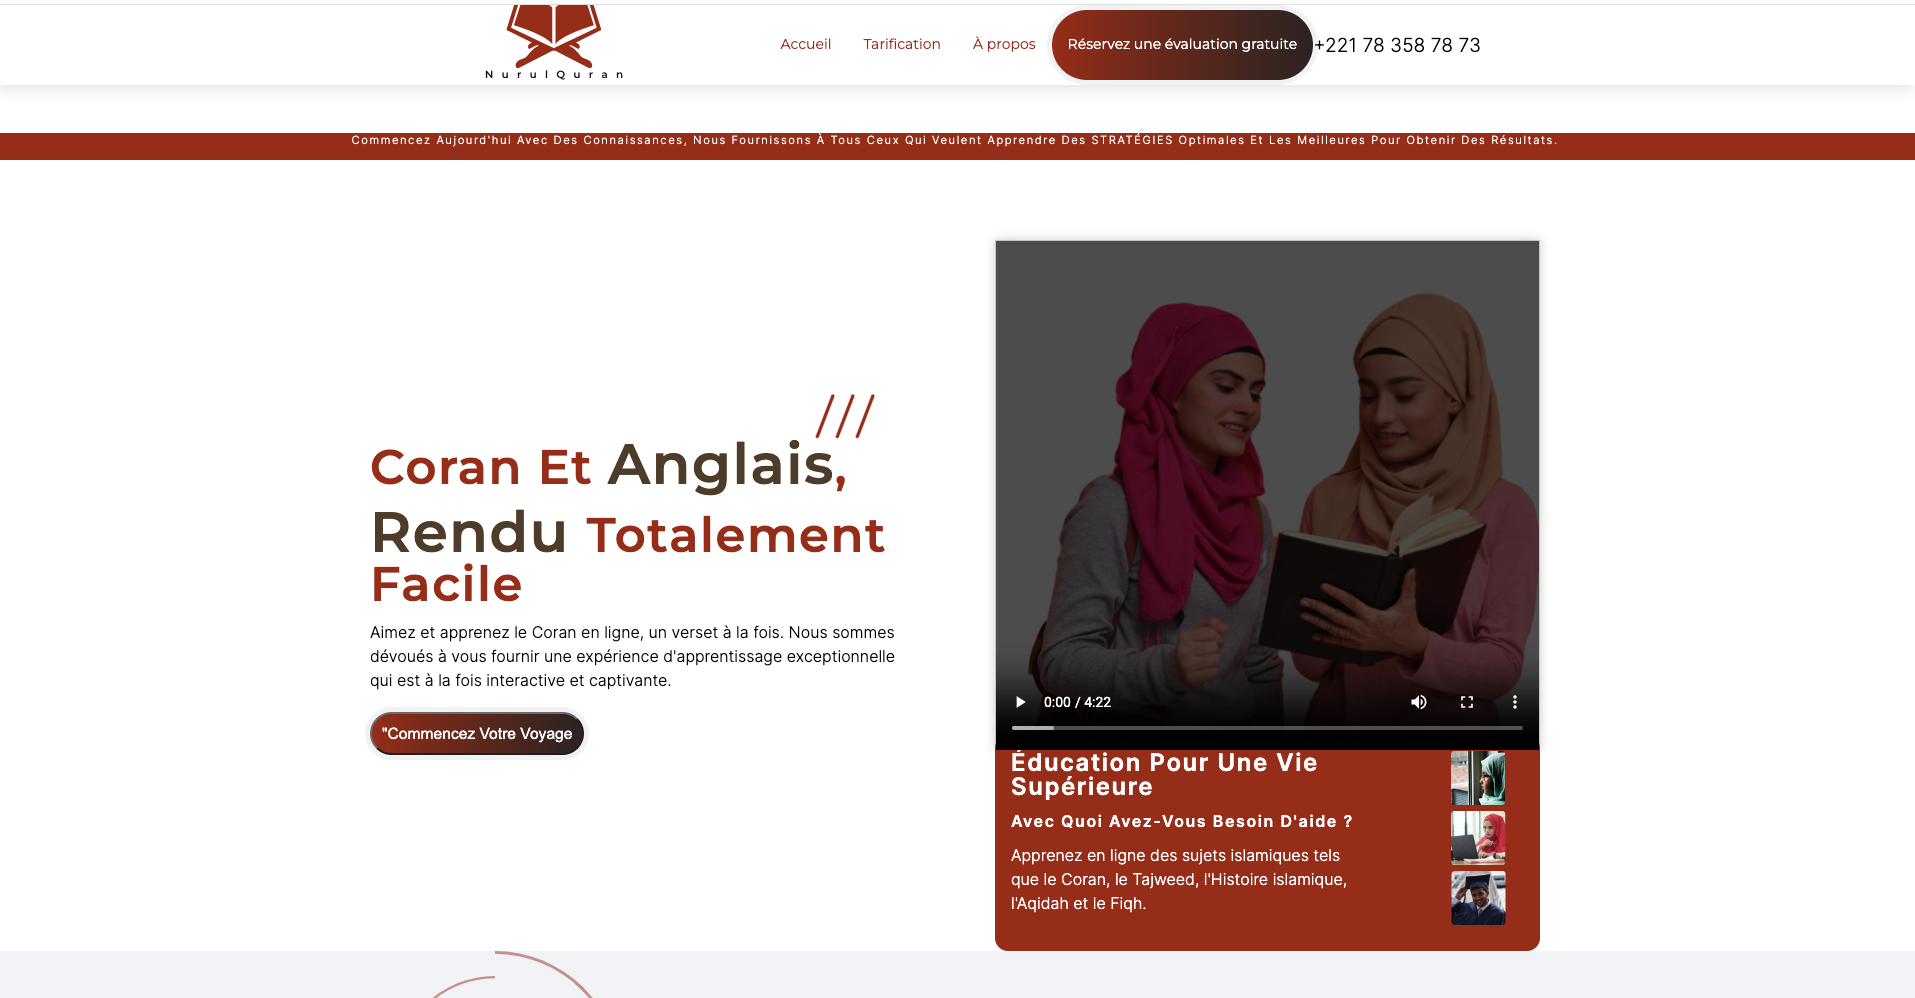 NurulQuran
Accueil
Tarification
À propos
Réservez une évaluation gratuite
+221 78 358 78 73
Commencez Aujourd'hui Avec Des Connaissances, Nous Fournissons À Tous Ceux Qui Veulent Apprendre Des STRATÉGIES Optimales Et Les Meilleures Pour Obtenir Des Résultats.
Coran Et Anglais,
Rendu Totalement
Facile
Aimez et apprenez le Coran en ligne, un verset à la fois. Nous sommes
dévoués à vous fournir une expérience d'apprentissage exceptionnelle
qui est à la fois interactive et captivante.
"Commencez Votre Voyage
0:00 / 4:22
Éducation Pour Une Vie
Supérieure
Avec Quoi Avez-Vous Besoin D'aide ?
Apprenez en ligne des sujets islamiques tels
que le Coran, le Tajweed, l'Histoire islamique,
l'Aqidah et le Fiqh.